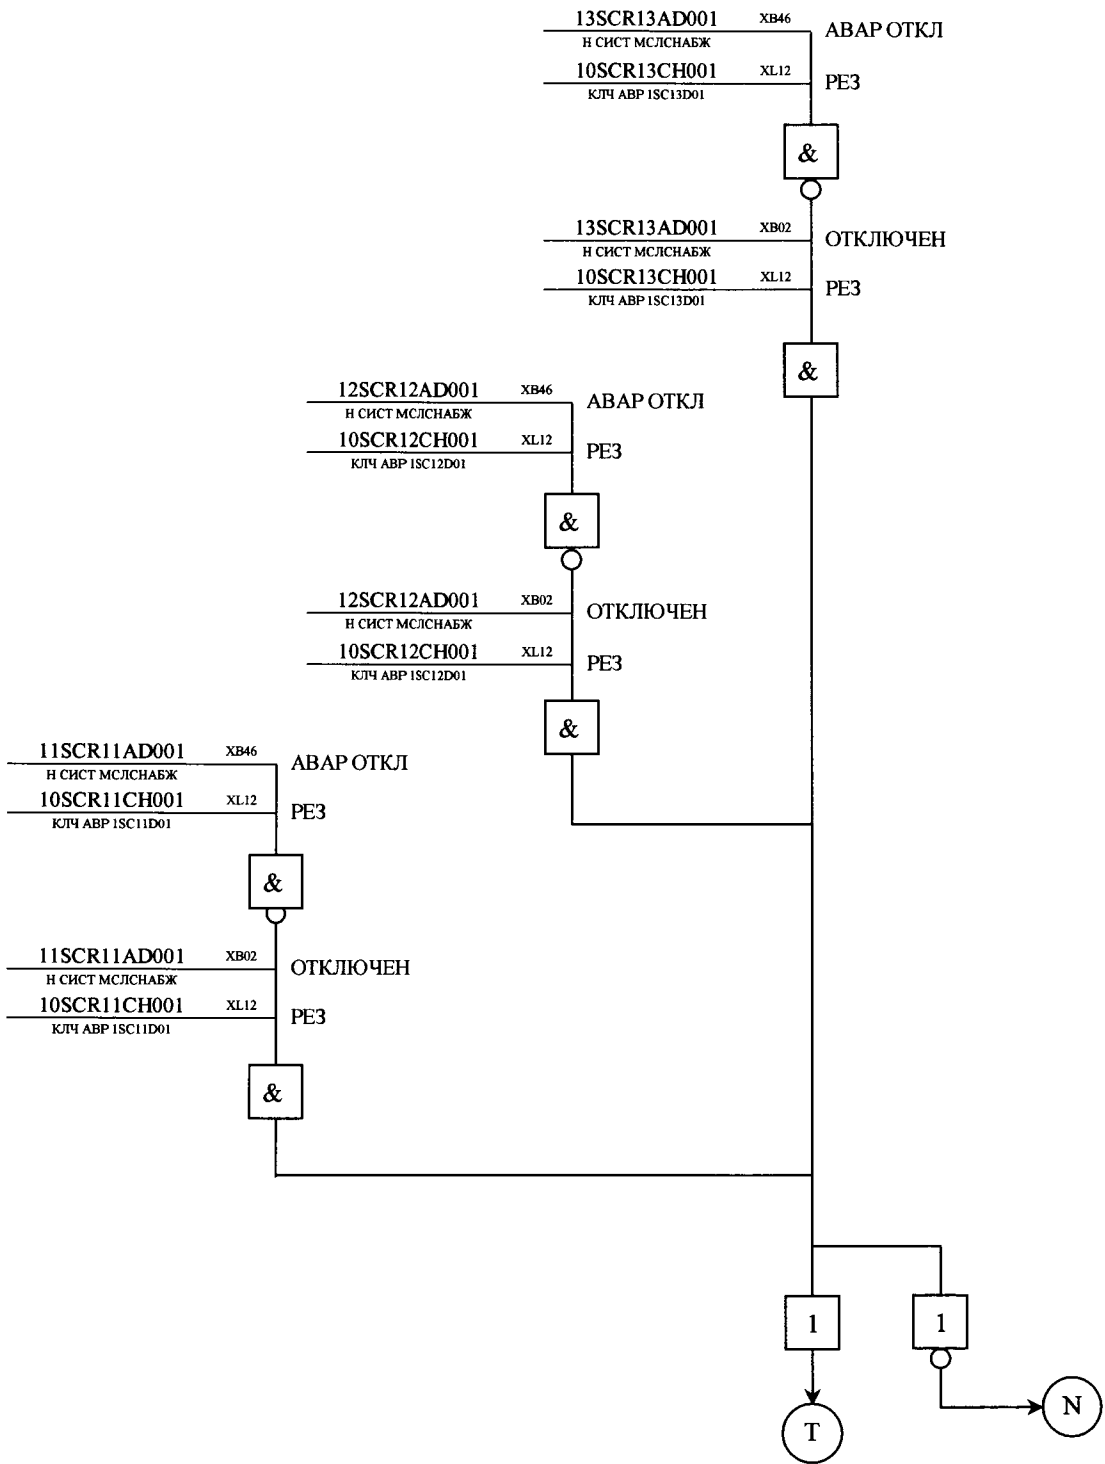 13SCR13AD001 XB46 АВАР ОТКЛ
Н СИСТ МСЛСНАБЖ
10SCR13CH001 XL12 РЕЗ
КЛЧ АВР 1SC13D01
&
13SCR13AD001 XB02 ОТКЛЮЧЕН
Н СИСТ МСЛСНАБЖ
10SCR13CH001 XL12 РЕЗ
КЛЧ АВР 1SC13D01
&
12SCR12AD001 XB46 АВАР ОТКЛ
Н СИСТ МСЛСНАБЖ
10SCR12CH001 XL12 РЕЗ
КЛЧ АВР 1SC12D01
&
12SCR12AD001 XB02 ОТКЛЮЧЕН
Н СИСТ МСЛСНАБЖ
10SCR12CH001 XL12 РЕЗ
КЛЧ АВР 1SC12D01
&
11SCR11AD001 XB46 АВАР ОТКЛ
Н СИСТ МСЛСНАБЖ
10SCR11CH001 XL12 РЕЗ
КЛЧ АВР 1SC11D01
&
11SCR11AD001 XB02 ОТКЛЮЧЕН
Н СИСТ МСЛСНАБЖ
10SCR11CH001 XL12 РЕЗ
КЛЧ АВР 1SC11D01
&
1 1
T N